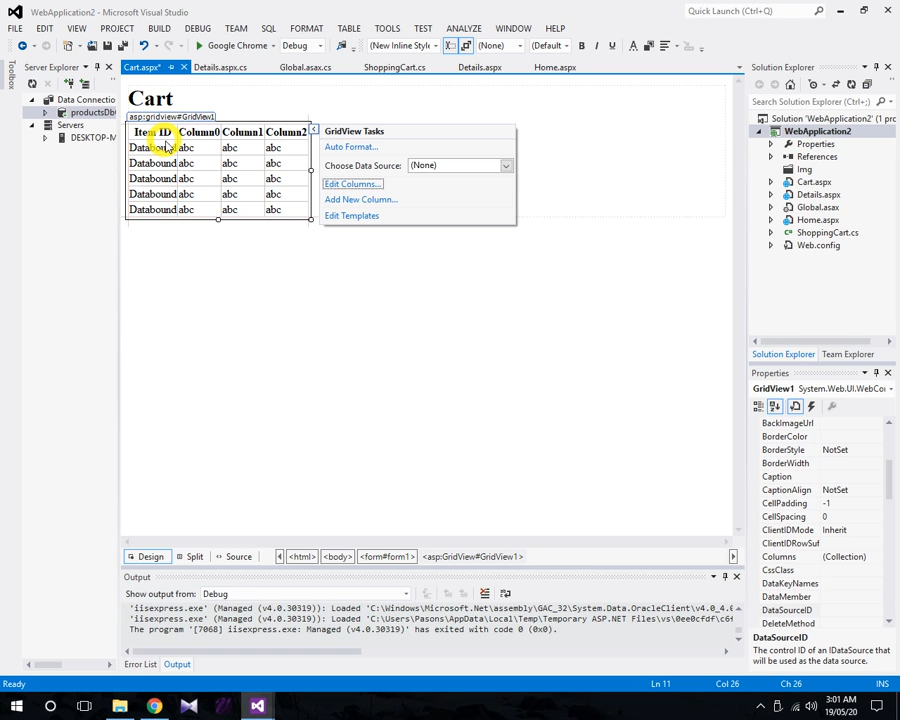 WebApplication2 - Microsoft Visual Studio
Quick Launch (Ctrl+Q)
FILE EDIT VIEW PROJECT BUILD DEBUG TEAM SQL FORMAT TABLE TOOLS TEST ANALYZE WINDOW HELP
Google Chrome Debug (New Inline Style (None) (Default
Server Explorer
Toolbox
Data Connectio
productsDb
Servers
DESKTOP-M
Cart.aspx* Details.aspx.cs Global.asax.cs ShoppingCart.cs Details.aspx Home.aspx
Cart
asp:gridview#GridView1
Item ID Column0 Column1 Column2
Databound abc abc abc
Databound abc abc abc
Databound abc abc abc
Databound abc abc abc
Databound abc abc abc
GridView Tasks
Auto Format...
Choose Data Source: (None)
Edit Columns...
Add New Column...
Edit Templates
Design Split Source <html> <body> <form#form1> <asp:GridView#GridView1>
Output
Show output from: Debug
'iisexpress.exe' (Managed (v4.0.30319)): Loaded 'C:\Windows\Microsoft.Net\assembly\GAC_32\System.Data.OracleClient\v4.0_4.0
'iisexpress.exe' (Managed (v4.0.30319)): Loaded 'C:\Users\Pasons\AppData\Local\Temp\Temporary ASP.NET Files\vs\0ee0cfdf\c6f
The program '[7068] iisexpress.exe: Managed (v4.0.30319)' has exited with code 0 (0x0).
Error List Output
Solution Explorer
Search Solution Explorer (Ctrl+
Solution 'WebApplication2' (1 pro
WebApplication2
Properties
References
Img
Cart.aspx
Details.aspx
Global.asax
Home.aspx
ShoppingCart.cs
Web.config
Solution Explorer Team Explorer
Properties
GridView1 System.Web.UI.WebCo
BackImageUrl
BorderColor
BorderStyle NotSet
BorderWidth
Caption
CaptionAlign NotSet
CellPadding -1
CellSpacing 0
ClientIDMode Inherit
ClientIDRowSuf
Columns (Collection)
CssClass
DataKeyNames
DataMember
DataSourceID
DeleteMethod
DataSourceID
The control ID of an IDataSource that will be used as the data source.
Ready Ln 11 Col 26 Ch 26 INS
3:01 AM
19/05/20